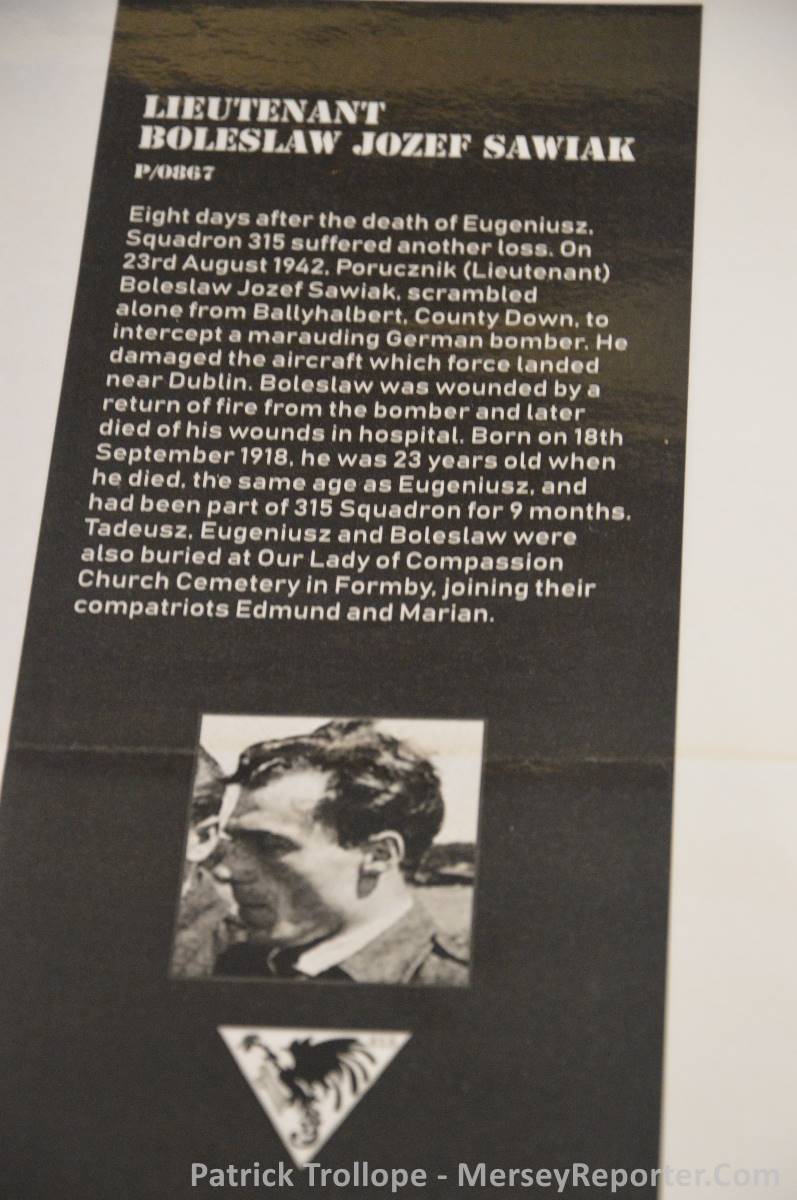 LIEUTENANT
BOLESLAW JOZEF SAWIAK
P/0867
Eight days after the death of Eugeniusz,
Squadron 315 suffered another loss. On
23rd August 1942, Porucznik (Lieutenant)
Boleslaw Jozef Sawiak, scrambled
alone from Ballyhalbert, County Down, to
intercept a marauding German bomber. He
damaged the aircraft which force landed
near Dublin. Boleslaw was wounded by a
return of fire from the bomber and later
died of his wounds in hospital. Born on 18th
September 1918, he was 23 years old when
he died, the same age as Eugeniusz, and
had been part of 315 Squadron for 9 months.
Tadeusz, Eugeniusz and Boleslaw were
also buried at Our Lady of Compassion
Church Cemetery in Formby, joining their
compatriots Edmund and Marian.
Patrick Trollope - MerseyReporter.Com